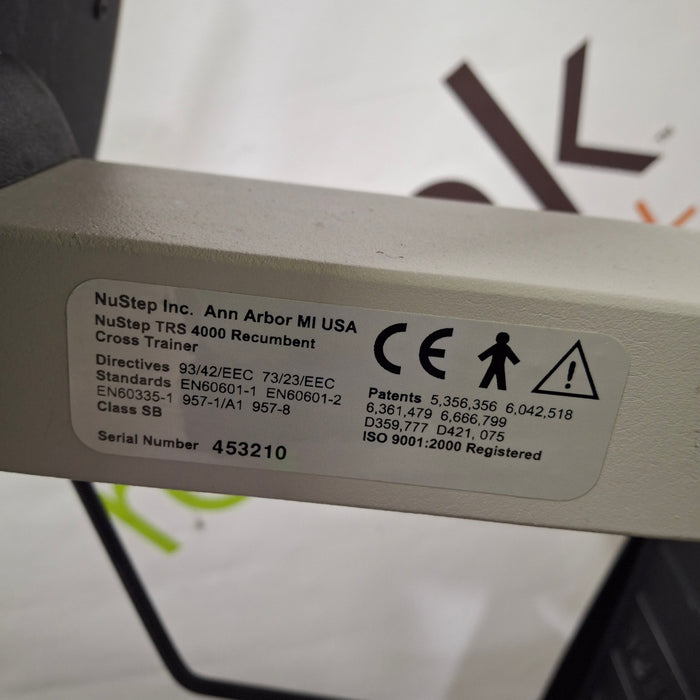 NuStep Inc. Ann Arbor MI USA
NuStep TRS 4000 Recumbent
Cross Trainer
Directives 93/42/EEC 73/23/EEC
Standards EN60601-1 EN60601-2
EN60335-1 957-1/A1 957-8
Class SB
Serial Number 453210
CE
Patents 5,356,356 6,042,518
6,361,479 6,666,799
D359,777 D421, 075
ISO 9001:2000 Registered